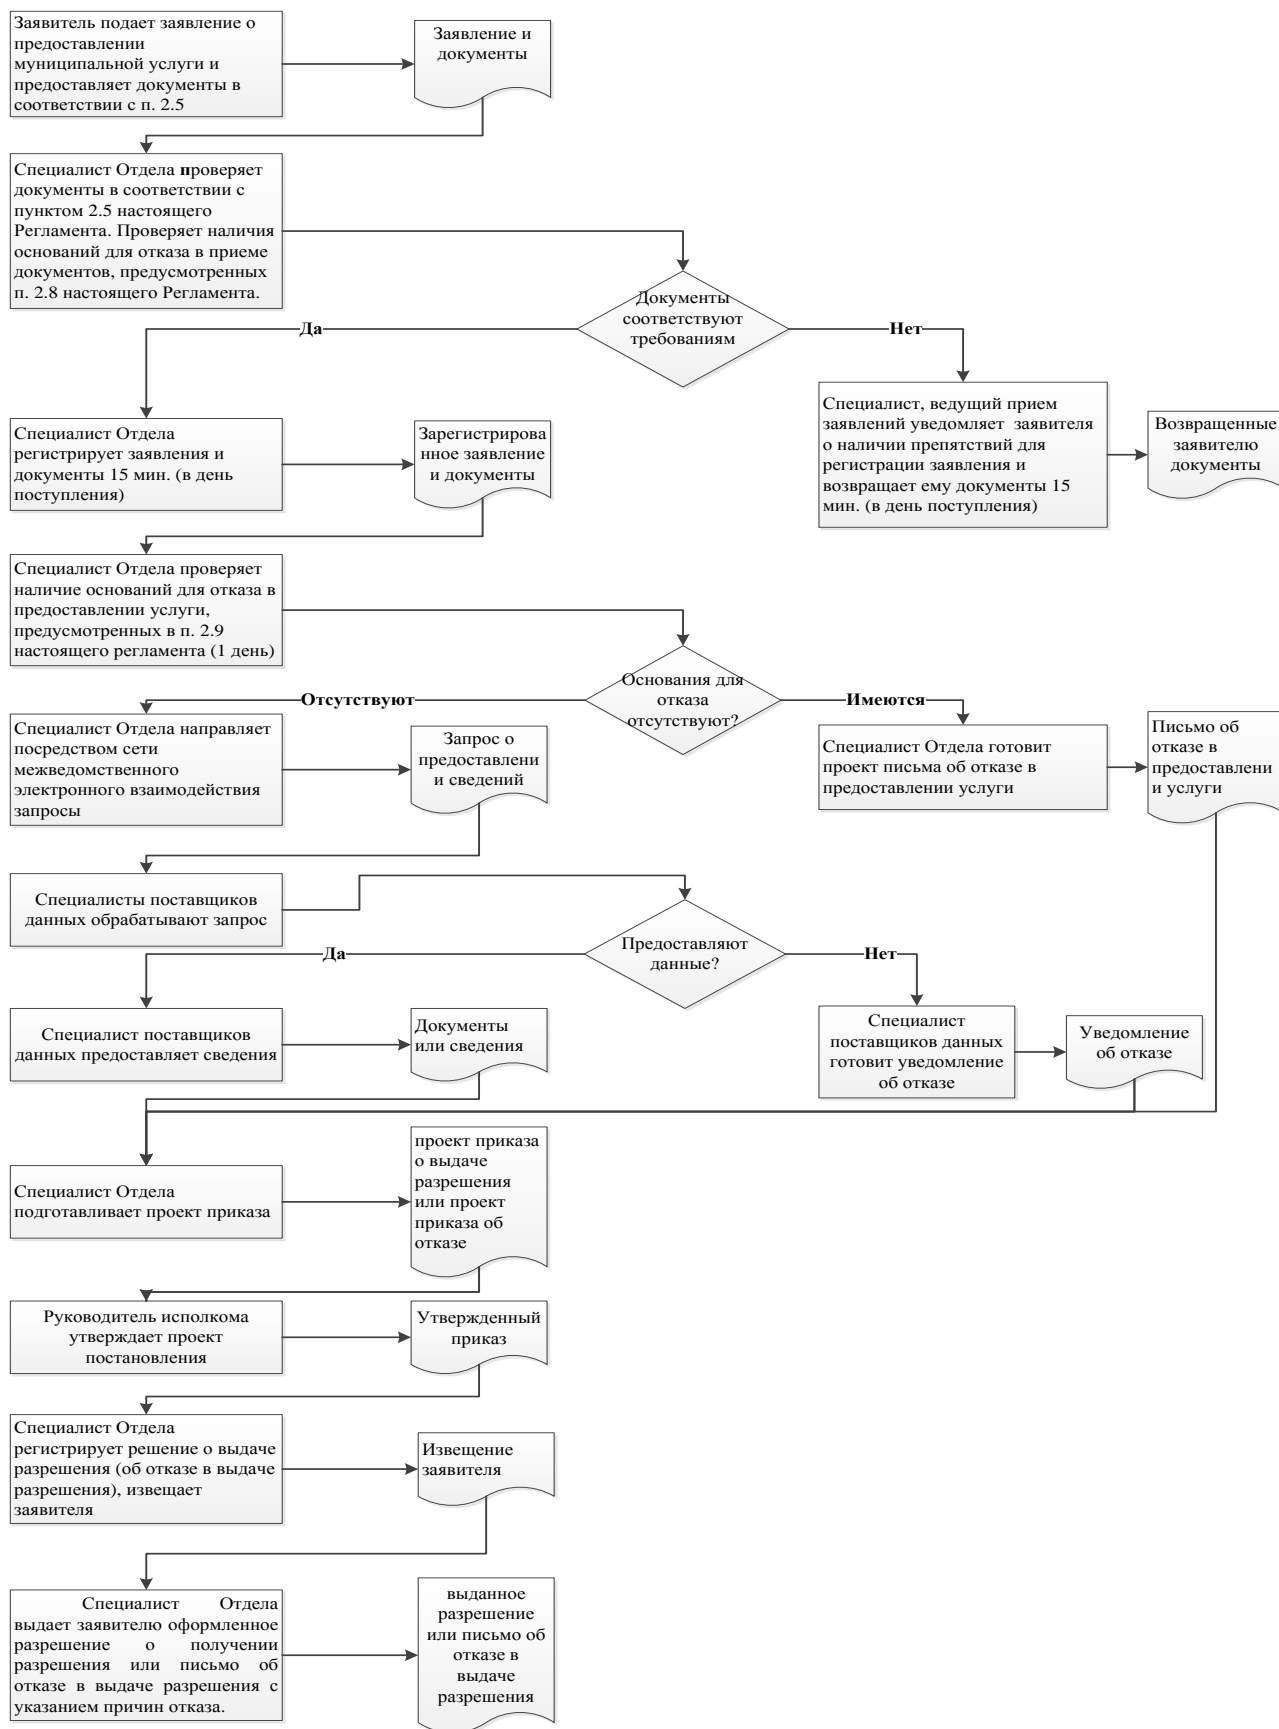 Заявитель подает заявление о
предоставлении
муниципальной услуги и
предоставляет документы в
соответствии с п. 2.5
Заявление и
документы
Специалист Отдела проверяет
документы в соответствии с
пунктом 2.5 настоящего
Регламента. Проверяет наличия
оснований для отказа в приеме
документов, предусмотренных
п. 2.8 настоящего Регламента.
Документы
соответствуют
требованиям
Да
Нет
Специалист Отдела
регистрирует заявления и
документы 15 мин. (в день
поступления)
Зарегистрирова
нное заявление
и документы
Специалист, ведущий прием
заявлений уведомляет заявителя
о наличии препятствий для
регистрации заявления и
возвращает ему документы 15
мин. (в день поступления)
Возвращенные
заявителю
документы
Специалист Отдела проверяет
наличие оснований для отказа в
предоставлении услуги,
предусмотренных в п. 2.9
настоящего регламента (1 день)
Основания для
отказа
отсутствуют?
Отсутствуют
Имеются
Специалист Отдела направляет
посредством сети
межведомственного
электронного взаимодействия
запросы
Запрос о
предоставлени
и сведений
Специалист Отдела готовит
проект письма об отказе в
предоставлении услуги
Письмо об
отказе в
предоставлени
и услуги
Специалисты поставщиков
данных обрабатывают запрос
Предоставляют
данные?
Да
Нет
Специалист поставщиков
данных предоставляет сведения
Документы
или сведения
Специалист
поставщиков данных
готовит уведомление
об отказе
Уведомление
об отказе
Специалист Отдела
подготавливает проект приказа
проект приказа
о выдаче
разрешения
или проект
приказа об
отказе
Руководитель исполкома
утверждает проект
постановления
Утвержденный
приказ
Специалист Отдела
регистрирует решение о выдаче
разрешения (об отказе в выдаче
разрешения), извещает
заявителя
Извещение
заявителя
Специалист Отдела
выдает заявителю оформленное
разрешение о получении
разрешения или письмо об
отказе в выдаче разрешения с
указанием причин отказа.
выданное
разрешение
или письмо об
отказе в
выдаче
разрешения